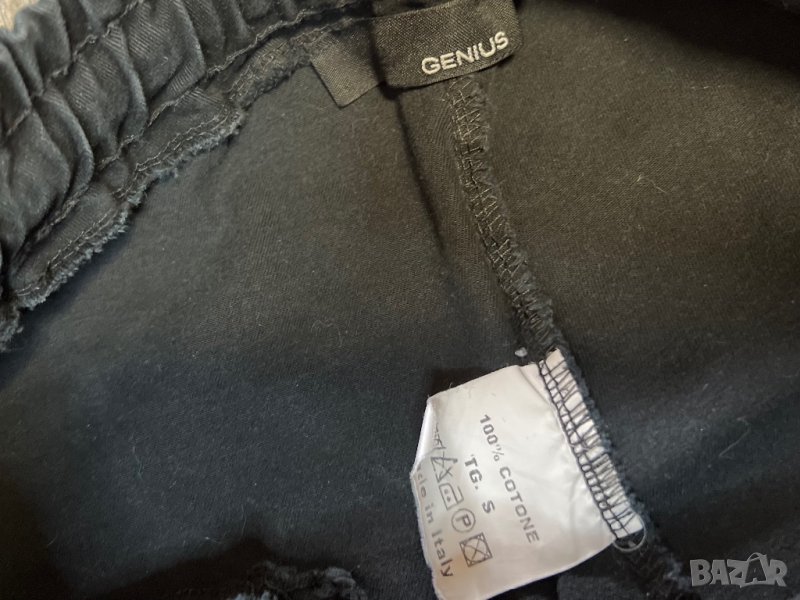 GENIUS
100% COTONE
TG. S
P
de in Italy
BAZAR